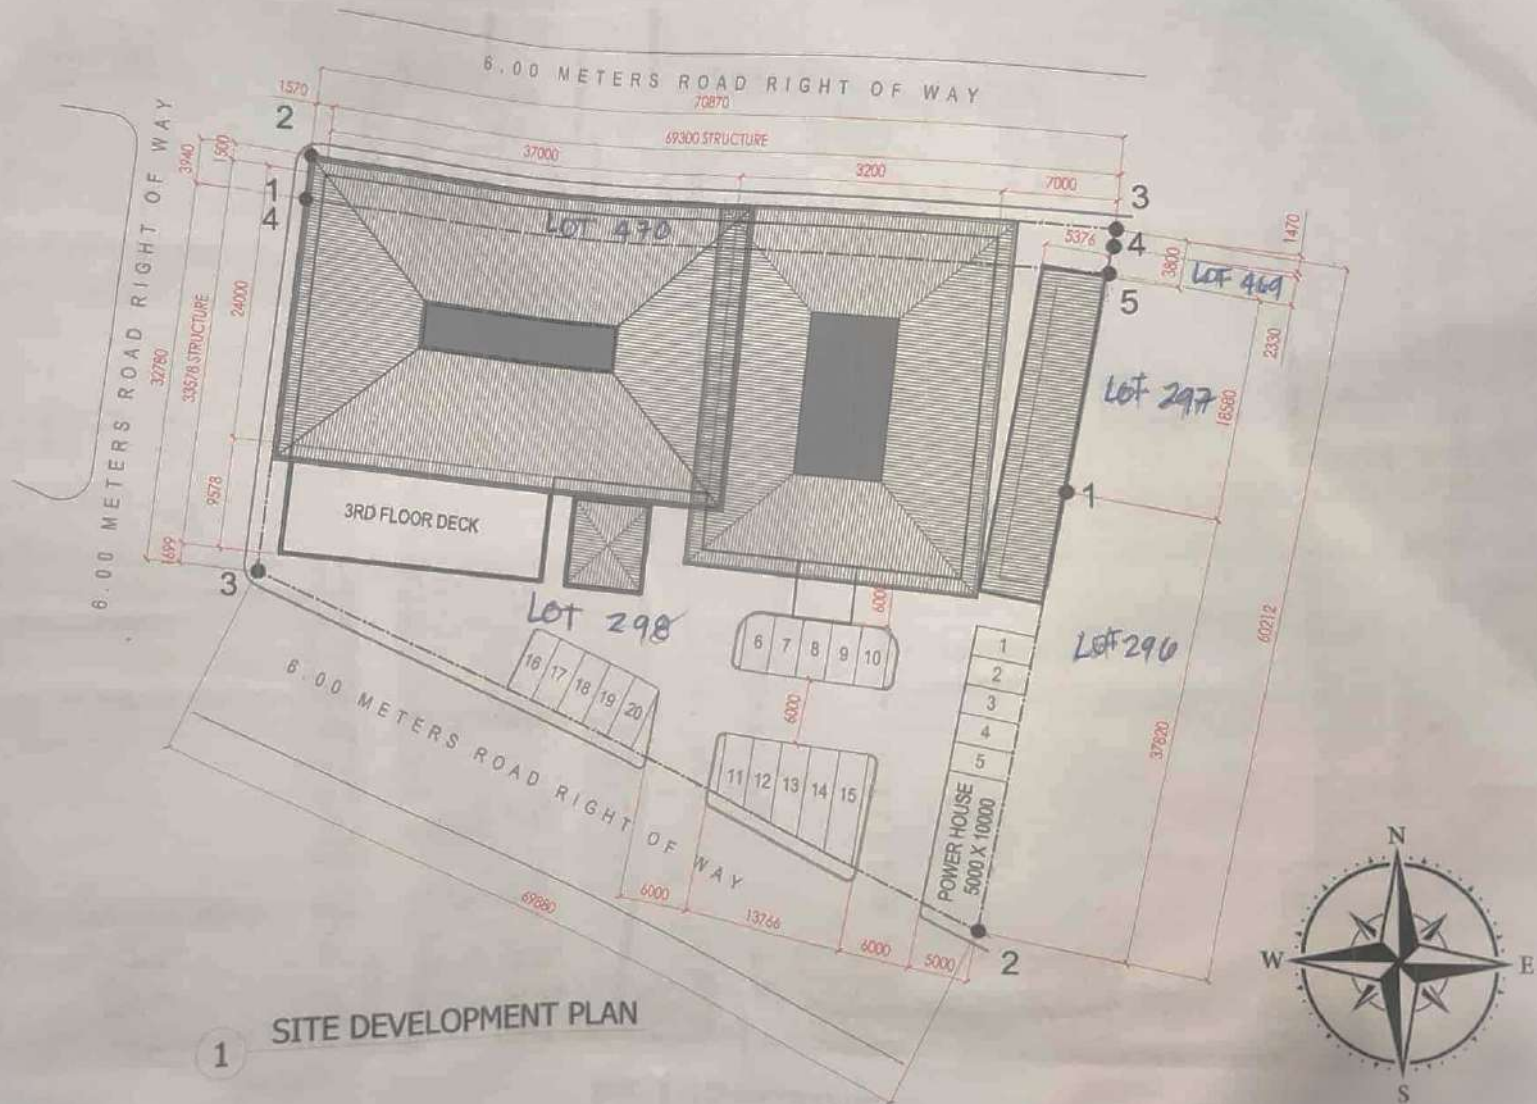 6.00 METERS ROAD RIGHT OF WAY
70870
1570
69300 STRUCTURE
2
37000
3200
7000
3
3940
1500
1
4
LOT 470
5376
4
3800
1470
LOT 469
5
2330
6.00 METERS ROAD RIGHT OF WAY
32780
33578 STRUCTURE
24000
9578
1699
LOT 297
18580
1
3RD FLOOR DECK
3
LOT 298
6000
6 7 8 9 10
16 17 18 19 20
6000
11 12 13 14 15
1
2
3
4
5
POWER HOUSE
5000 X 10000
LOT 296
60212
37820
6.00 METERS ROAD RIGHT OF WAY
69880
6000
13766
6000
5000
2
1
SITE DEVELOPMENT PLAN
N
W
E
S